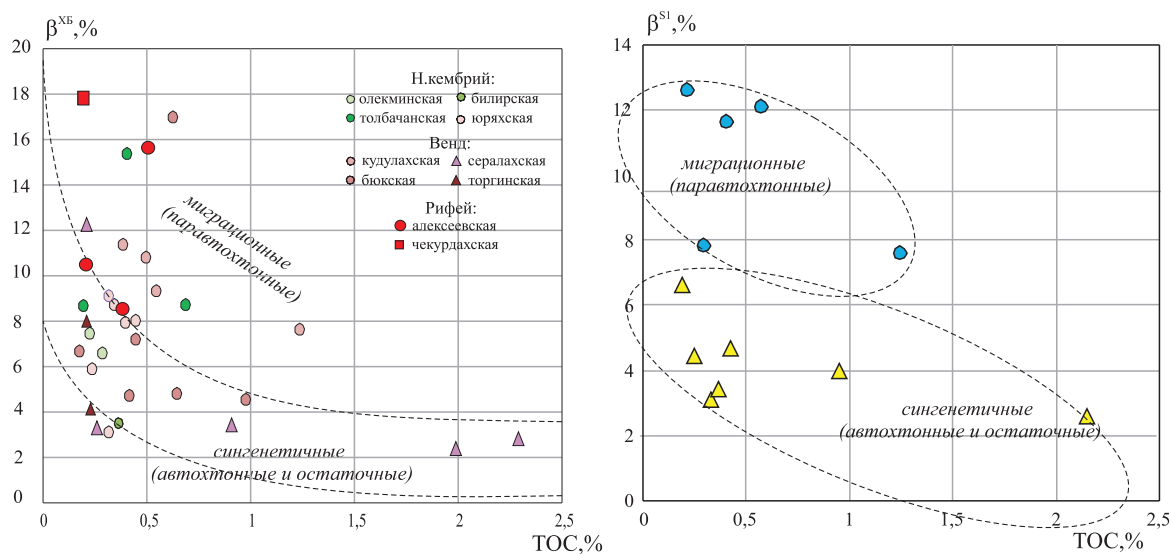 β^ХБ,%
20
18
16
14
12
10
8
6
4
2
0
0
0,5
1
1,5
2
2,5
TOC,%
Н.кембрий:
олекминская
билирская
толбачанская
юряхская
Венд:
кудулахская
сералахская
бюкская
торгинская
Рифей:
алексеевская
чекурдахская
миграционные
(паравтохтонные)
сингенетичные
(автохтонные и остаточные)
β^S1,%
14
12
10
8
6
4
2
0
0
0,5
1
1,5
2
2,5
TOC,%
миграционные
(паравтохтонные)
сингенетичные
(автохтонные и остаточные)